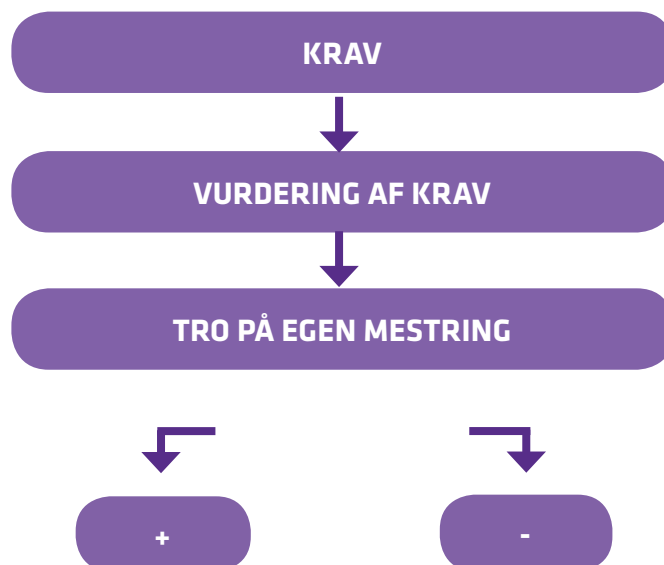 KRAV
VURDERING AF KRAV
TRO PÅ EGEN MESTRING
+
-